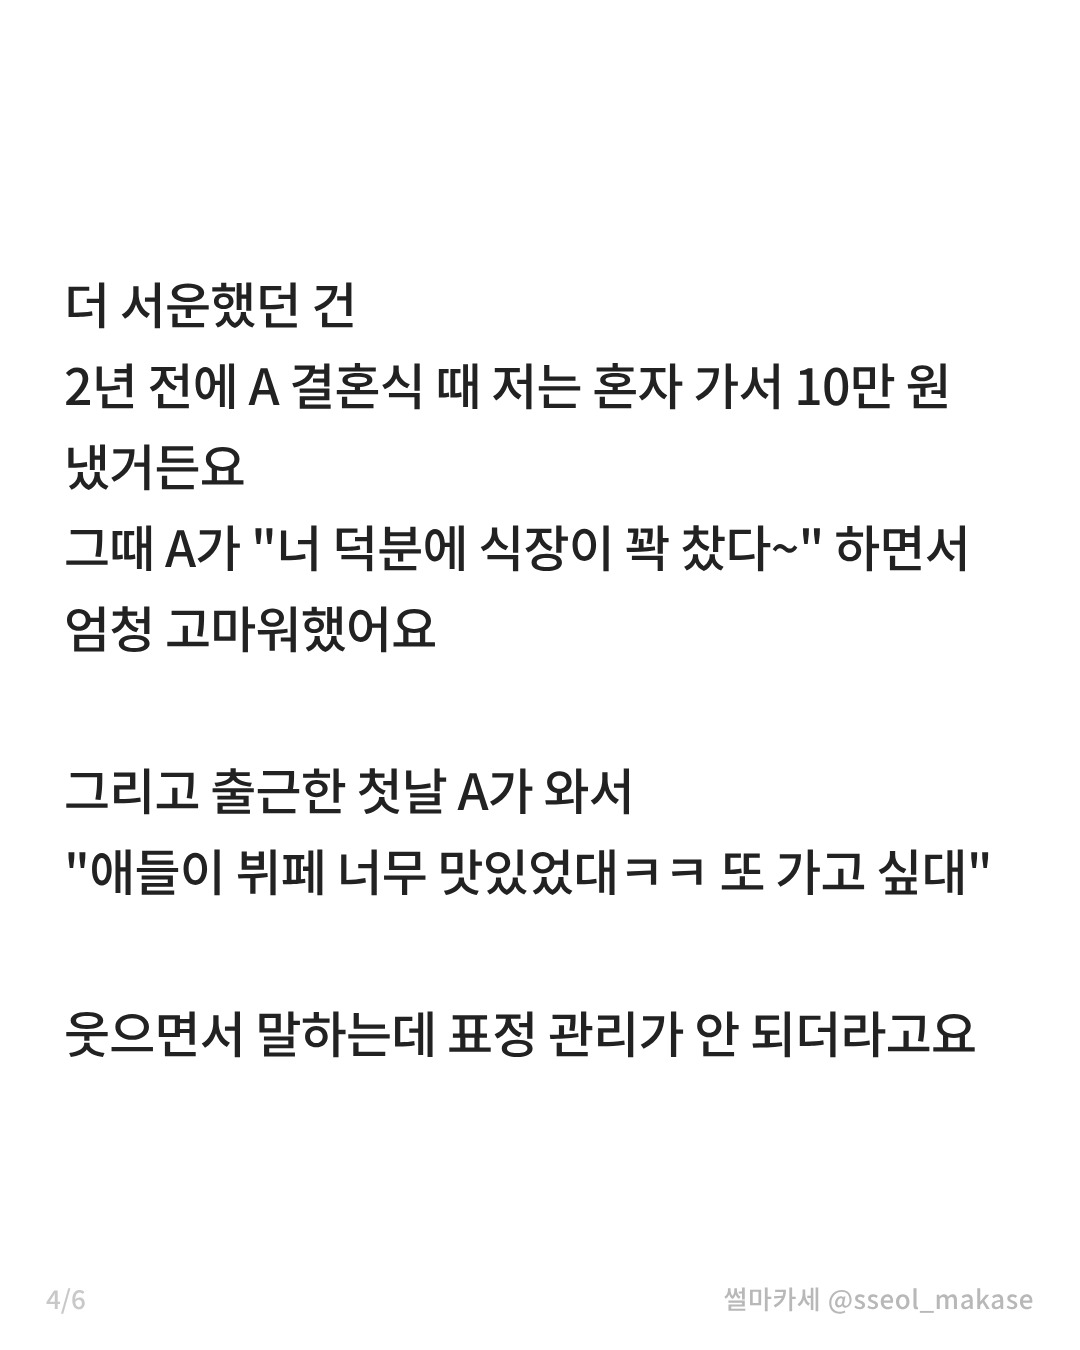 더 서운했던 건
2년 전에 A 결혼식 때 저는 혼자 가서 10만 원
냈거든요
그때 A가 "너 덕분에 식장이 꽉 찼다~" 하면서
엄청 고마워했어요
그리고 출근한 첫날 A가 와서
"애들이 뷔페 너무 맛있었대ㅋㅋ 또 가고 싶대"
웃으면서 말하는데 표정 관리가 안 되더라고요
4/6
썰마카세 @sseol_makase